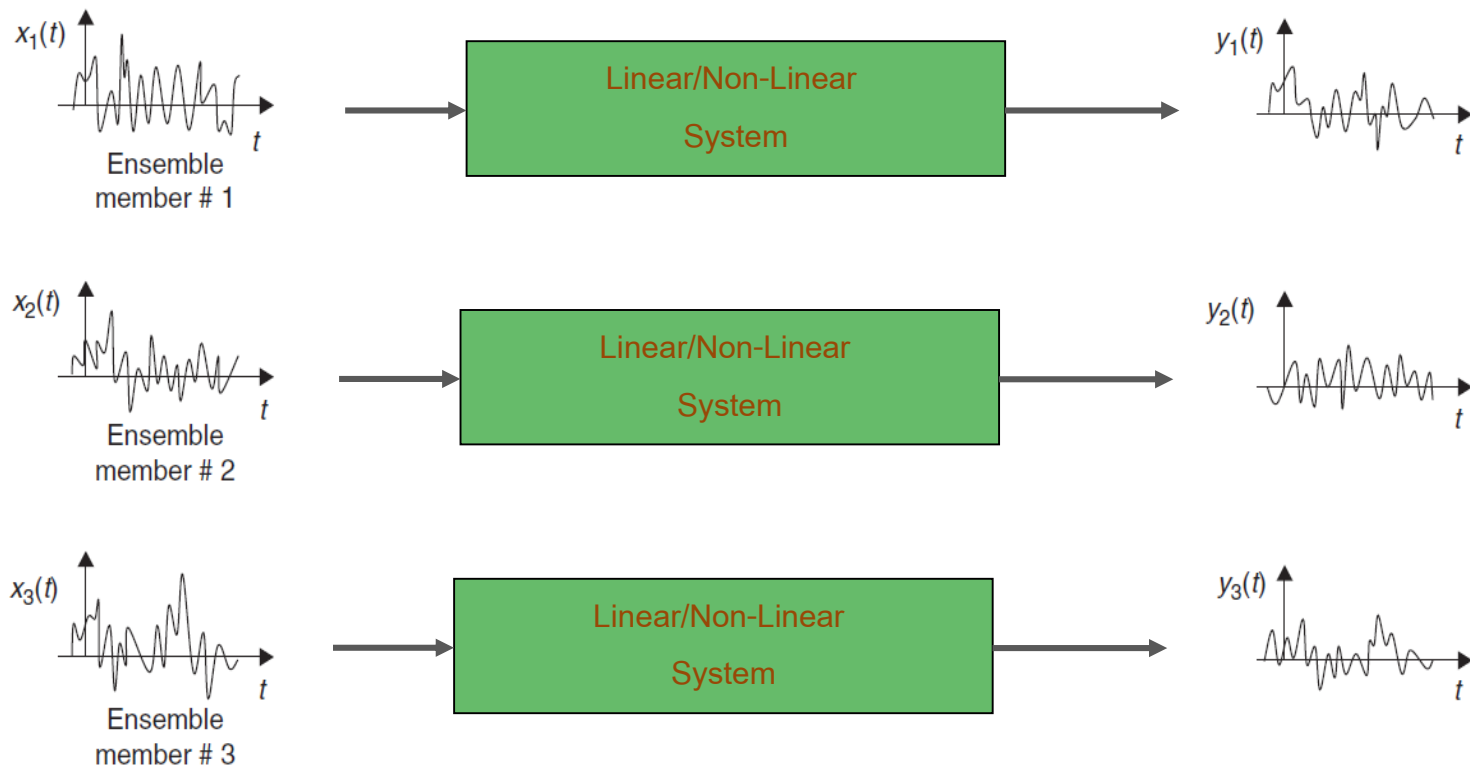 x₁(t)
Linear/Non-Linear
System
y₁(t)
t
t
Ensemble
member # 1
x₂(t)
Linear/Non-Linear
System
y₂(t)
t
t
Ensemble
member # 2
x₃(t)
Linear/Non-Linear
System
y₃(t)
t
t
Ensemble
member # 3